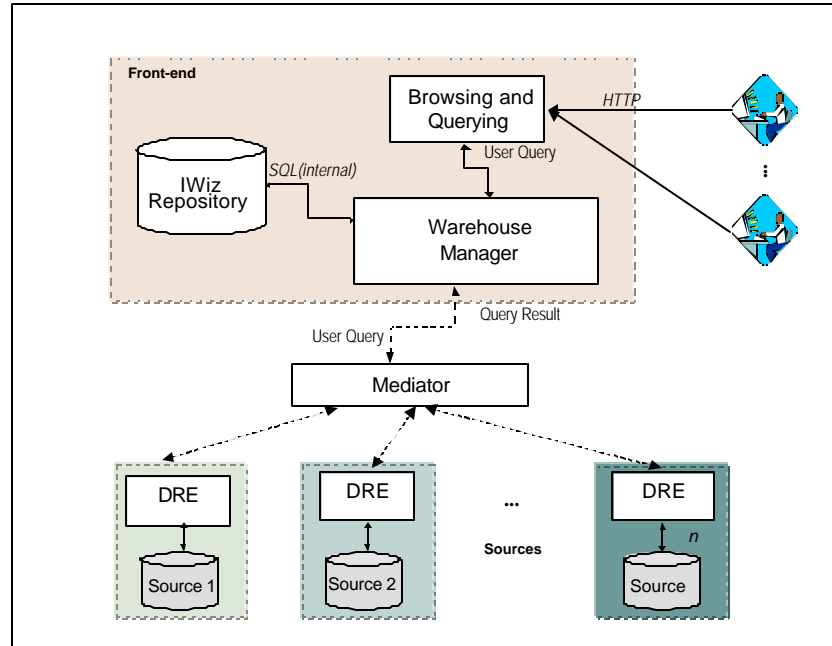 Front-end
Browsing and
Querying
HTTP
User Query
SQL(internal)
IWiz
Repository
...
Warehouse
Manager
Query Result
User Query
Mediator
DRE
DRE
...
DRE
n
Sources
Source 1
Source 2
Source